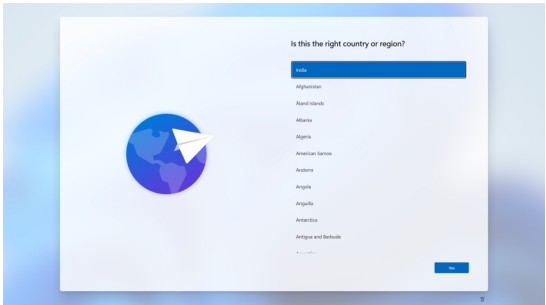 Is this the right country or region?
India
Afghanistan
Åland Islands
Albania
Algeria
American Samoa
Andorra
Angola
Anguilla
Antarctica
Antigua and Barbuda
Yes